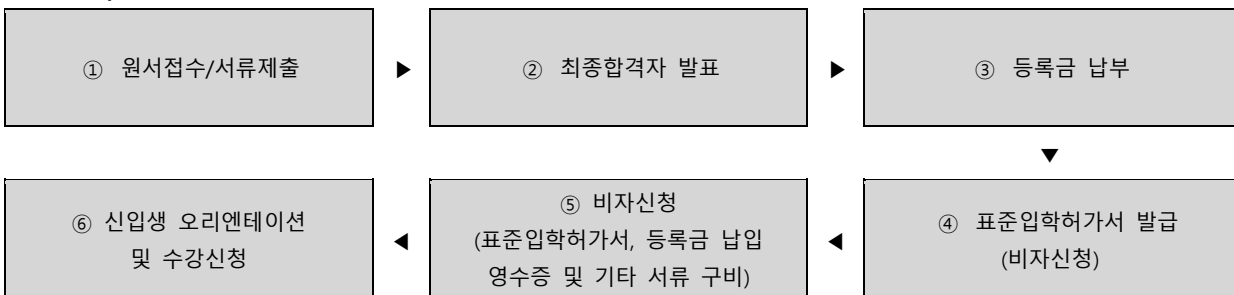 ① 원서접수/서류제출
▶
② 최종합격자 발표
▶
③ 등록금 납부
▼
④ 표준입학허가서 발급
(비자신청)
◀
⑤ 비자신청
(표준입학허가서, 등록금 납입
영수증 및 기타 서류 구비)
◀
⑥ 신입생 오리엔테이션
및 수강신청